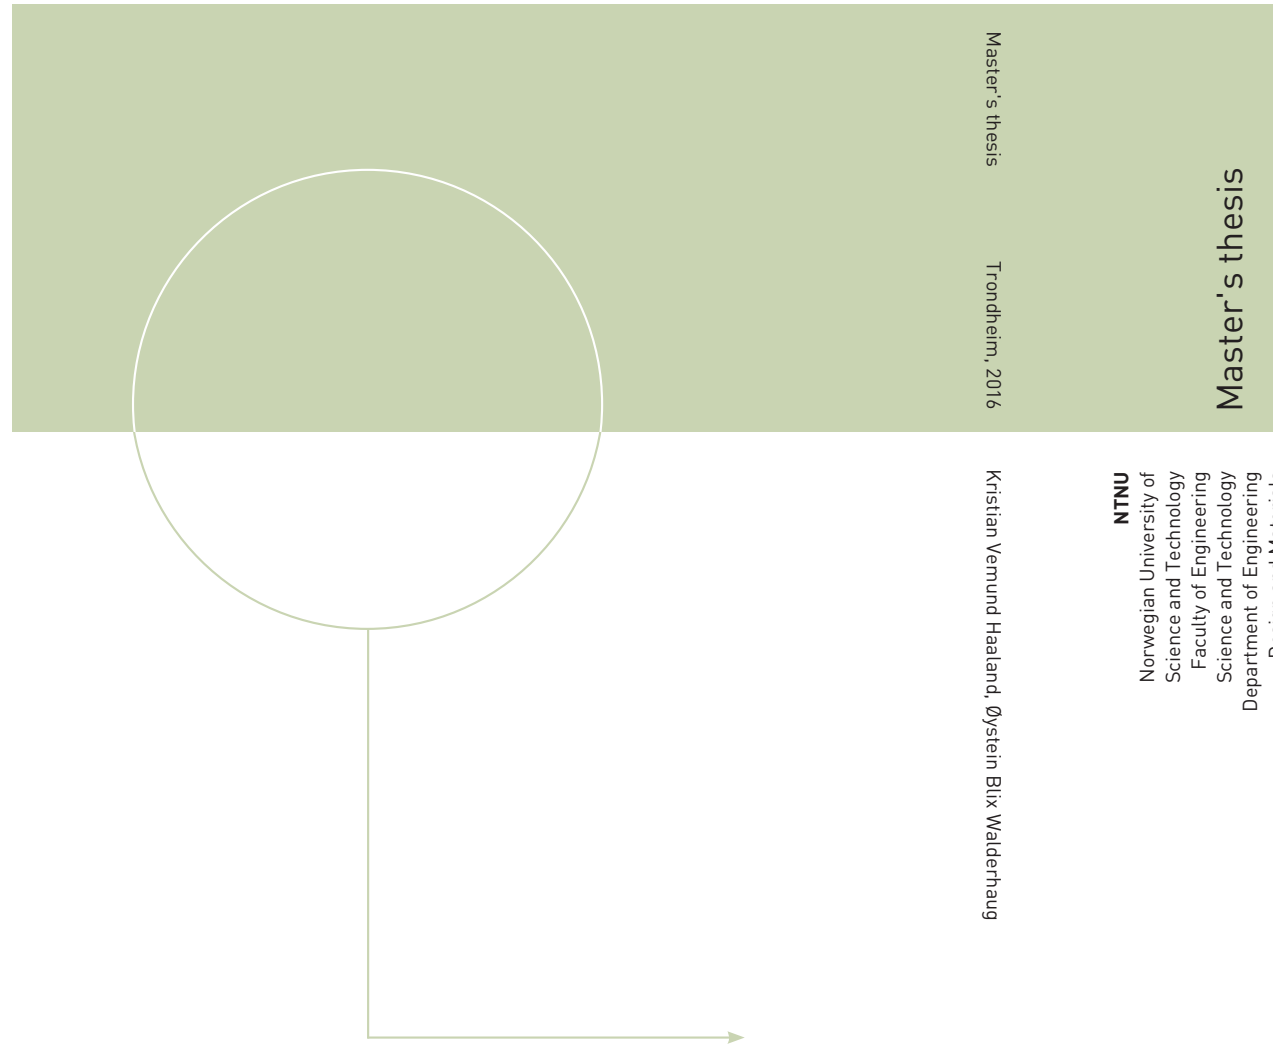 Master's thesis
Trondheim, 2016
Kristian Vemund Haaland, Øystein Blix Walderhaug
Master's thesis
NTNU
Norwegian University of
Science and Technology
Faculty of Engineering
Science and Technology
Department of Engineering